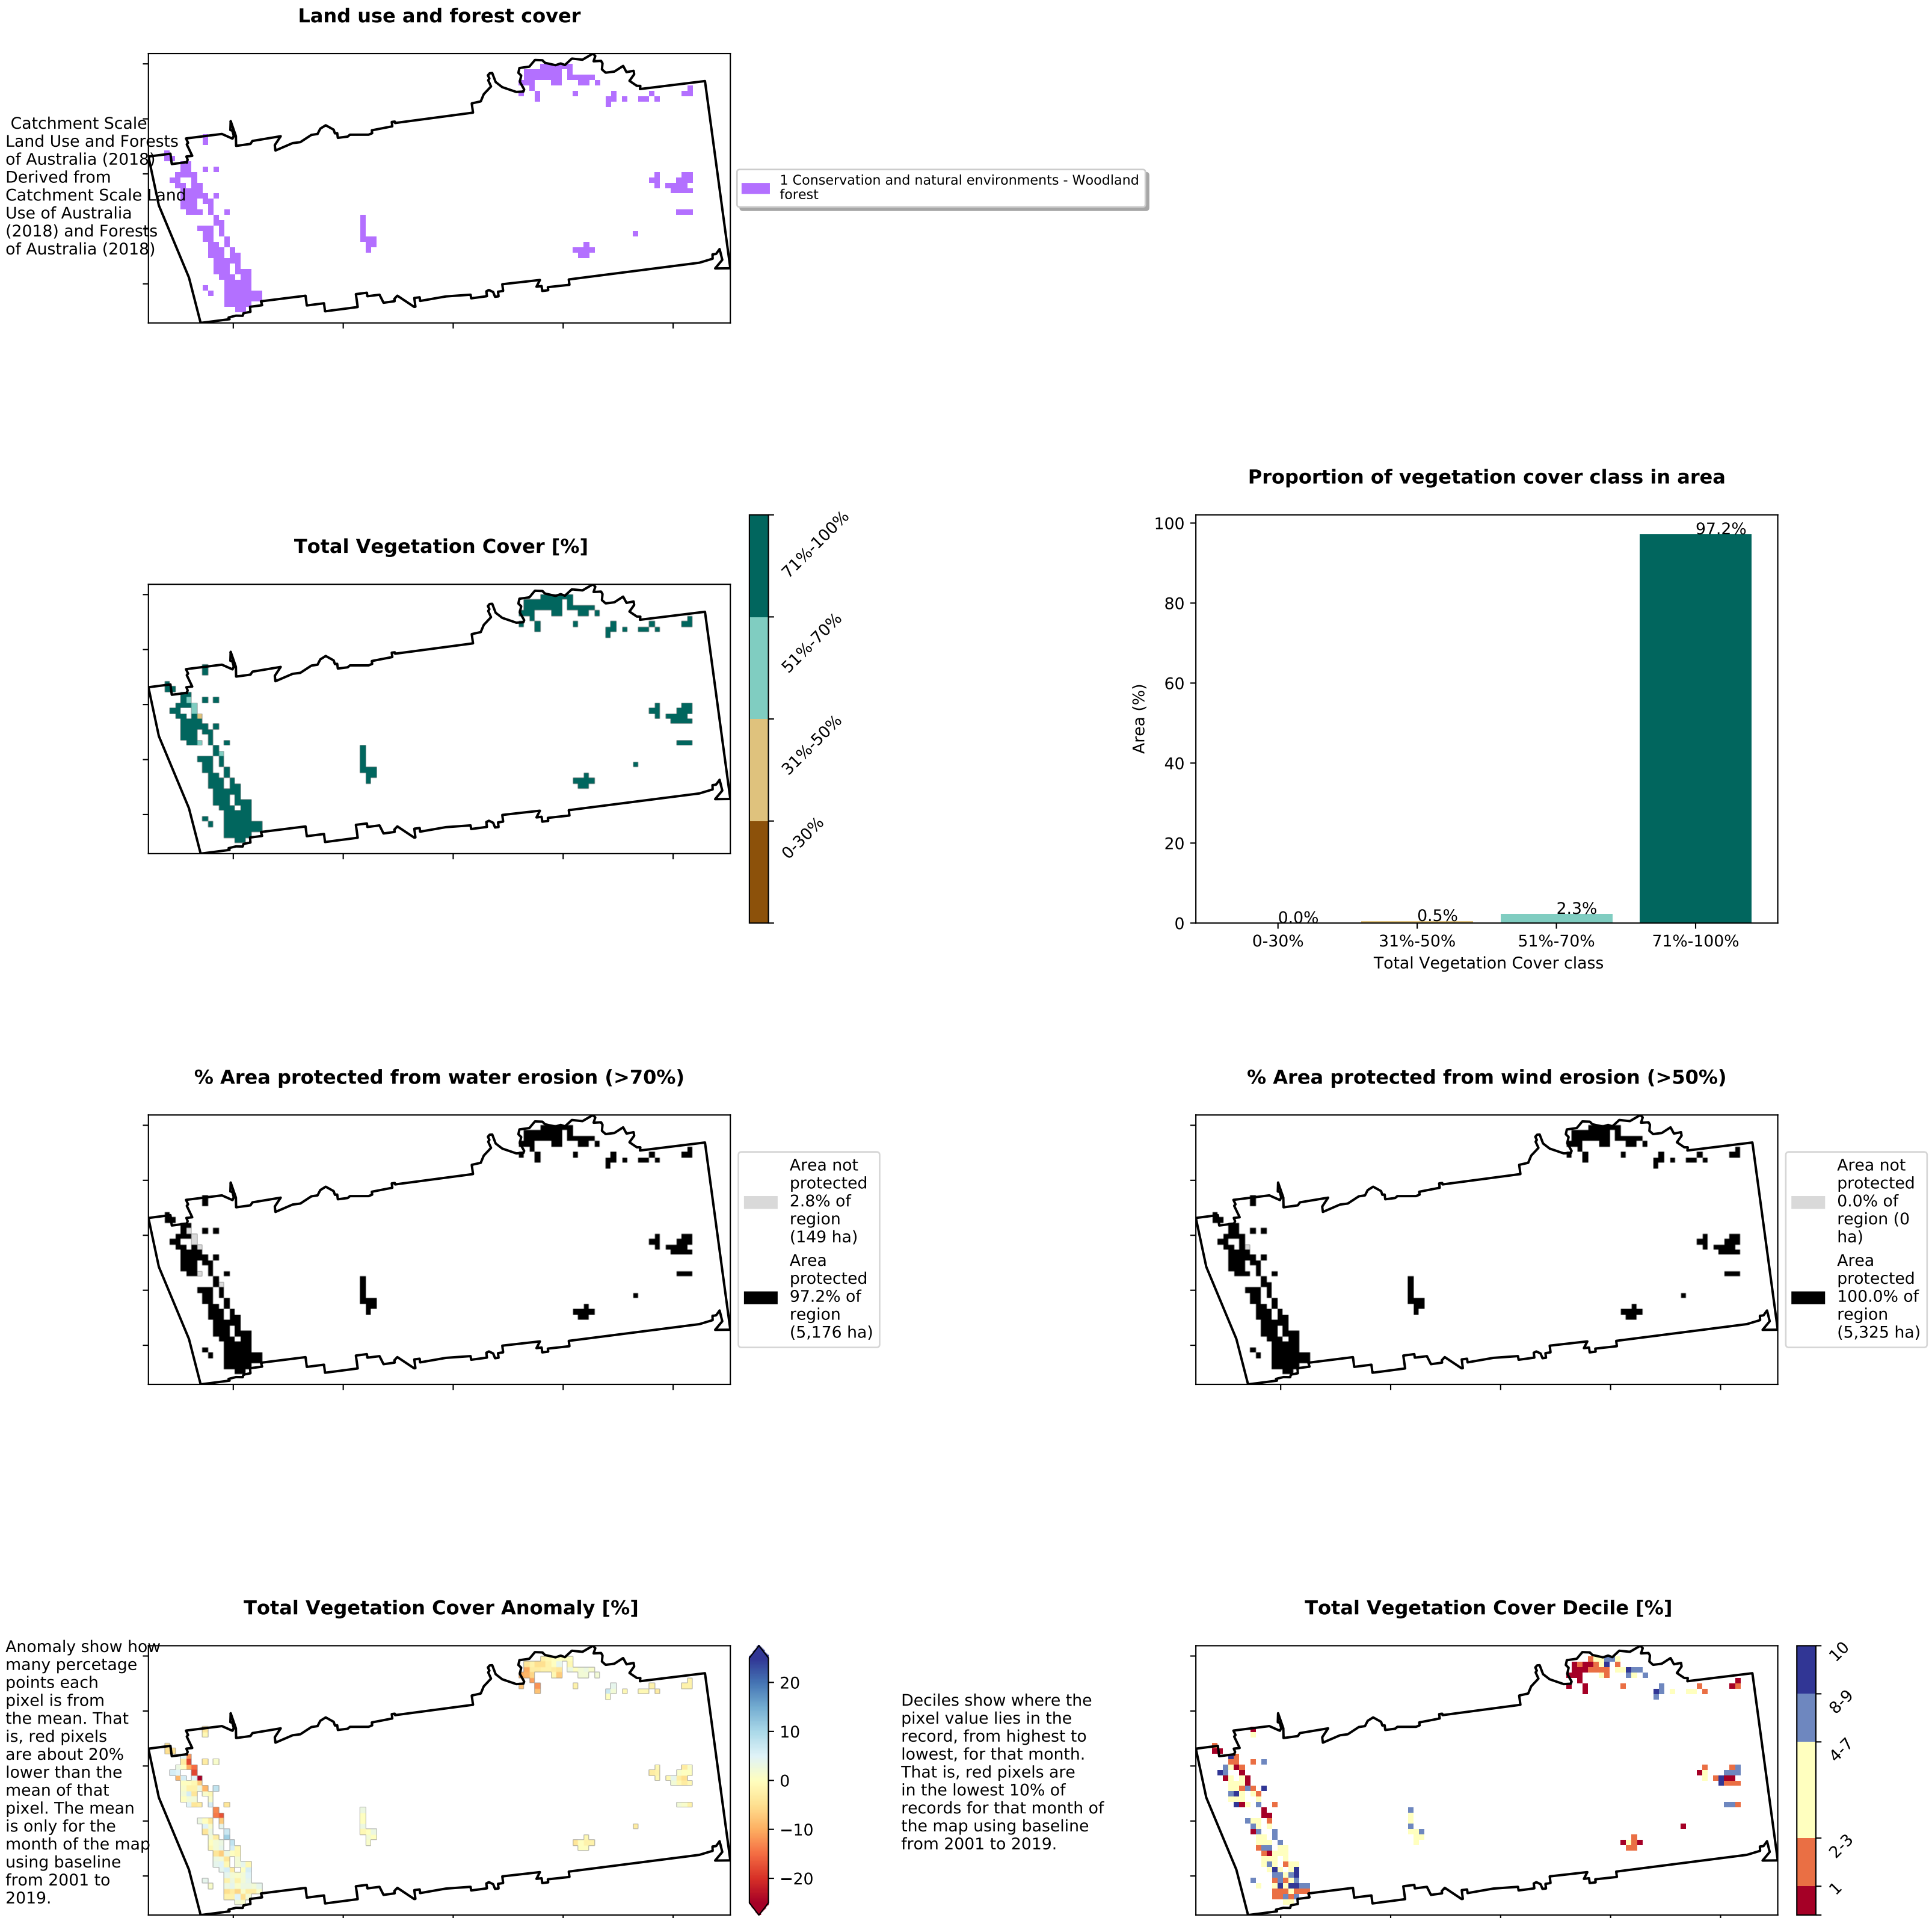 Land use and forest cover
Catchment Scale
Land Use and Forests
of Australia (2018)
Derived from
Catchment Scale Land
Use of Australia
(2018) and Forests
of Australia (2018)
1 Conservation and natural environments - Woodland
forest
Total Vegetation Cover [%]
71%-100%
51%-70%
31%-50%
0-30%
Proportion of vegetation cover class in area
Area (%)
100
80
60
40
20
0
0.0%
0.5%
2.3%
97.2%
0-30%
31%-50%
51%-70%
71%-100%
Total Vegetation Cover class
% Area protected from water erosion (>70%)
Area not
protected
2.8% of
region
(149 ha)
Area
protected
97.2% of
region
(5,176 ha)
% Area protected from wind erosion (>50%)
Area not
protected
0.0% of
region (0
ha)
Area
protected
100.0% of
region
(5,325 ha)
Total Vegetation Cover Anomaly [%]
Anomaly show how
many percetage
points each
pixel is from
the mean. That
is, red pixels
are about 20%
lower than the
mean of that
pixel. The mean
is only for the
month of the map
using baseline
from 2001 to
2019.
20
10
0
−10
−20
Deciles show where the
pixel value lies in the
record, from highest to
lowest, for that month.
That is, red pixels are
in the lowest 10% of
records for that month of
the map using baseline
from 2001 to 2019.
Total Vegetation Cover Decile [%]
10
8-9
4-7
2-3
1